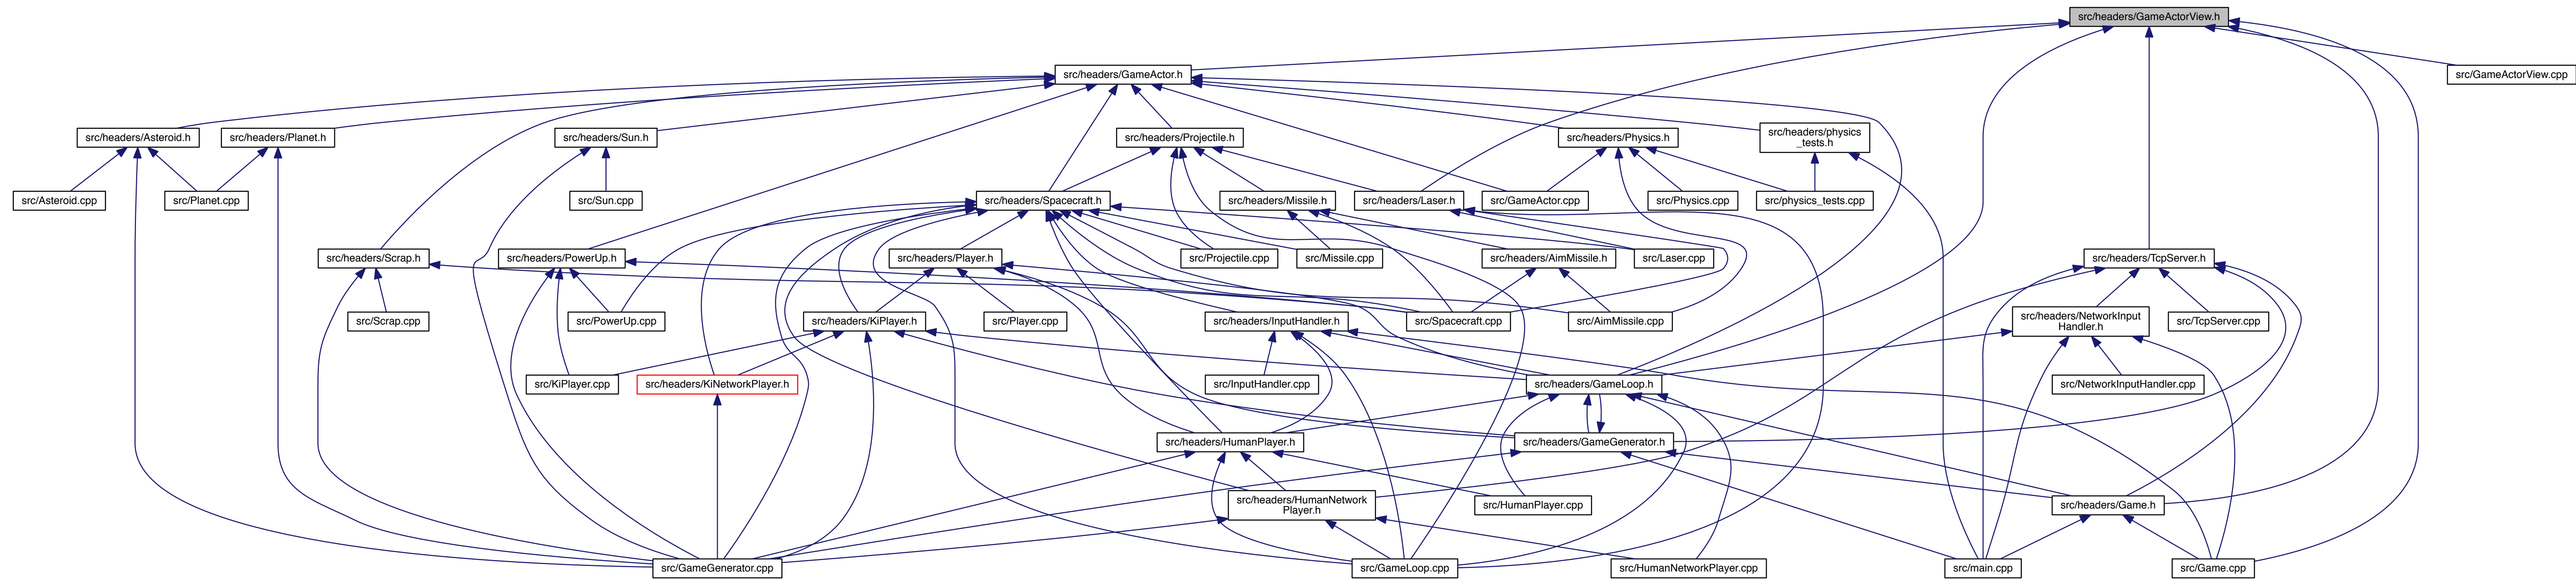 src/headers/GameActorView.h
src/headers/GameActor.h
src/GameActorView.cpp
src/headers/Asteroid.h
src/headers/Planet.h
src/headers/Sun.h
src/headers/Projectile.h
src/headers/Physics.h
src/headers/physics
_tests.h
src/Asteroid.cpp
src/Planet.cpp
src/Sun.cpp
src/headers/Spacecraft.h
src/headers/Missile.h
src/headers/Laser.h
src/GameActor.cpp
src/Physics.cpp
src/physics_tests.cpp
src/headers/Scrap.h
src/headers/PowerUp.h
src/headers/Player.h
src/Projectile.cpp
src/Missile.cpp
src/headers/AimMissile.h
src/Laser.cpp
src/headers/TcpServer.h
src/Scrap.cpp
src/PowerUp.cpp
src/headers/KiPlayer.h
src/Player.cpp
src/headers/InputHandler.h
src/Spacecraft.cpp
src/AimMissile.cpp
src/headers/NetworkInput
Handler.h
src/TcpServer.cpp
src/KiPlayer.cpp
src/headers/KiNetworkPlayer.h
src/InputHandler.cpp
src/headers/GameLoop.h
src/NetworkInputHandler.cpp
src/headers/HumanPlayer.h
src/headers/GameGenerator.h
src/headers/HumanNetwork
Player.h
src/HumanPlayer.cpp
src/headers/Game.h
src/GameGenerator.cpp
src/GameLoop.cpp
src/HumanNetworkPlayer.cpp
src/main.cpp
src/Game.cpp